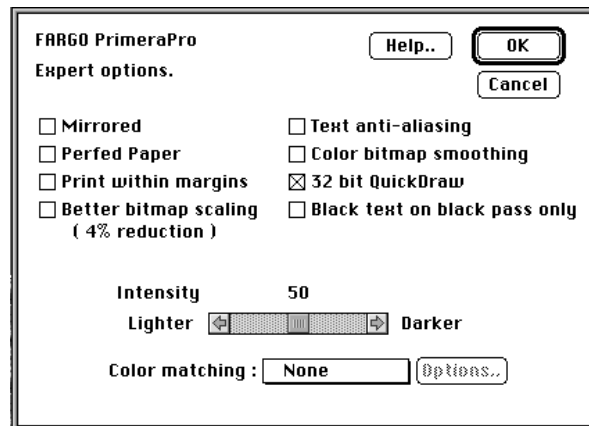 FARGO PrimeraPro
Help.. OK
Expert options.
Cancel
Mirrored Text anti-aliasing
Perfed Paper Color bitmap smoothing
Print within margins 32 bit QuickDraw
Better bitmap scaling Black text on black pass only
( 4% reduction )
Intensity 50
Lighter Darker
Color matching : None Options..